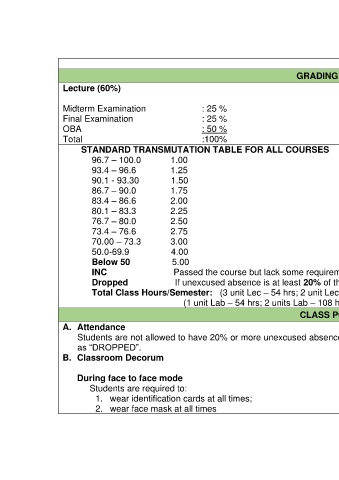 GRADING
Lecture (60%)
Midterm Examination : 25 %
Final Examination : 25 %
OBA : 50 %
Total :100%
STANDARD TRANSMUTATION TABLE FOR ALL COURSES
96.7 – 100.0 1.00
93.4 – 96.6 1.25
90.1 - 93.30 1.50
86.7 – 90.0 1.75
83.4 – 86.6 2.00
80.1 – 83.3 2.25
76.7 – 80.0 2.50
73.4 – 76.6 2.75
70.00 – 73.3 3.00
50.0-69.9 4.00
Below 50 5.00
INC Passed the course but lack some requirem
Dropped If unexcused absence is at least 20% of th
Total Class Hours/Semester: (3 unit Lec – 54 hrs; 2 unit Lec
(1 unit Lab – 54 hrs; 2 units Lab – 108 h
CLASS PO
A. Attendance
Students are not allowed to have 20% or more unexcused absence
as “DROPPED”.
B. Classroom Decorum
During face to face mode
Students are required to:
1. wear identification cards at all times;
2. wear face mask at all times